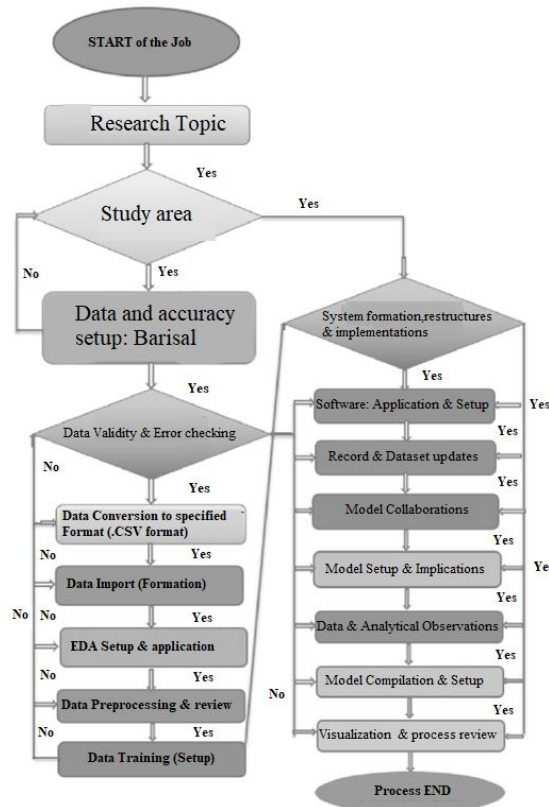 START of the Job
Research Topic
Yes
Study area
Yes
No
Yes
Data and accuracy
setup: Barisal
System formation,restructures
& implementations
Yes
Data Validity & Error checking
No
Yes
Data Conversion to specified
Format (.CSV format)
No
Yes
Data Import (Formation)
No
No
Yes
EDA Setup & application
No
Yes
Data Preprocessing & review
No
Yes
Data Training (Setup)
Yes
Software: Application & Setup
Yes
Yes
Record & Dataset updates
Yes
Model Collaborations
Yes
Model Setup & Implications
Yes
Yes
Data & Analytical Observations
Yes
Model Compilation & Setup
No
Yes
Visualization & process review
Process END